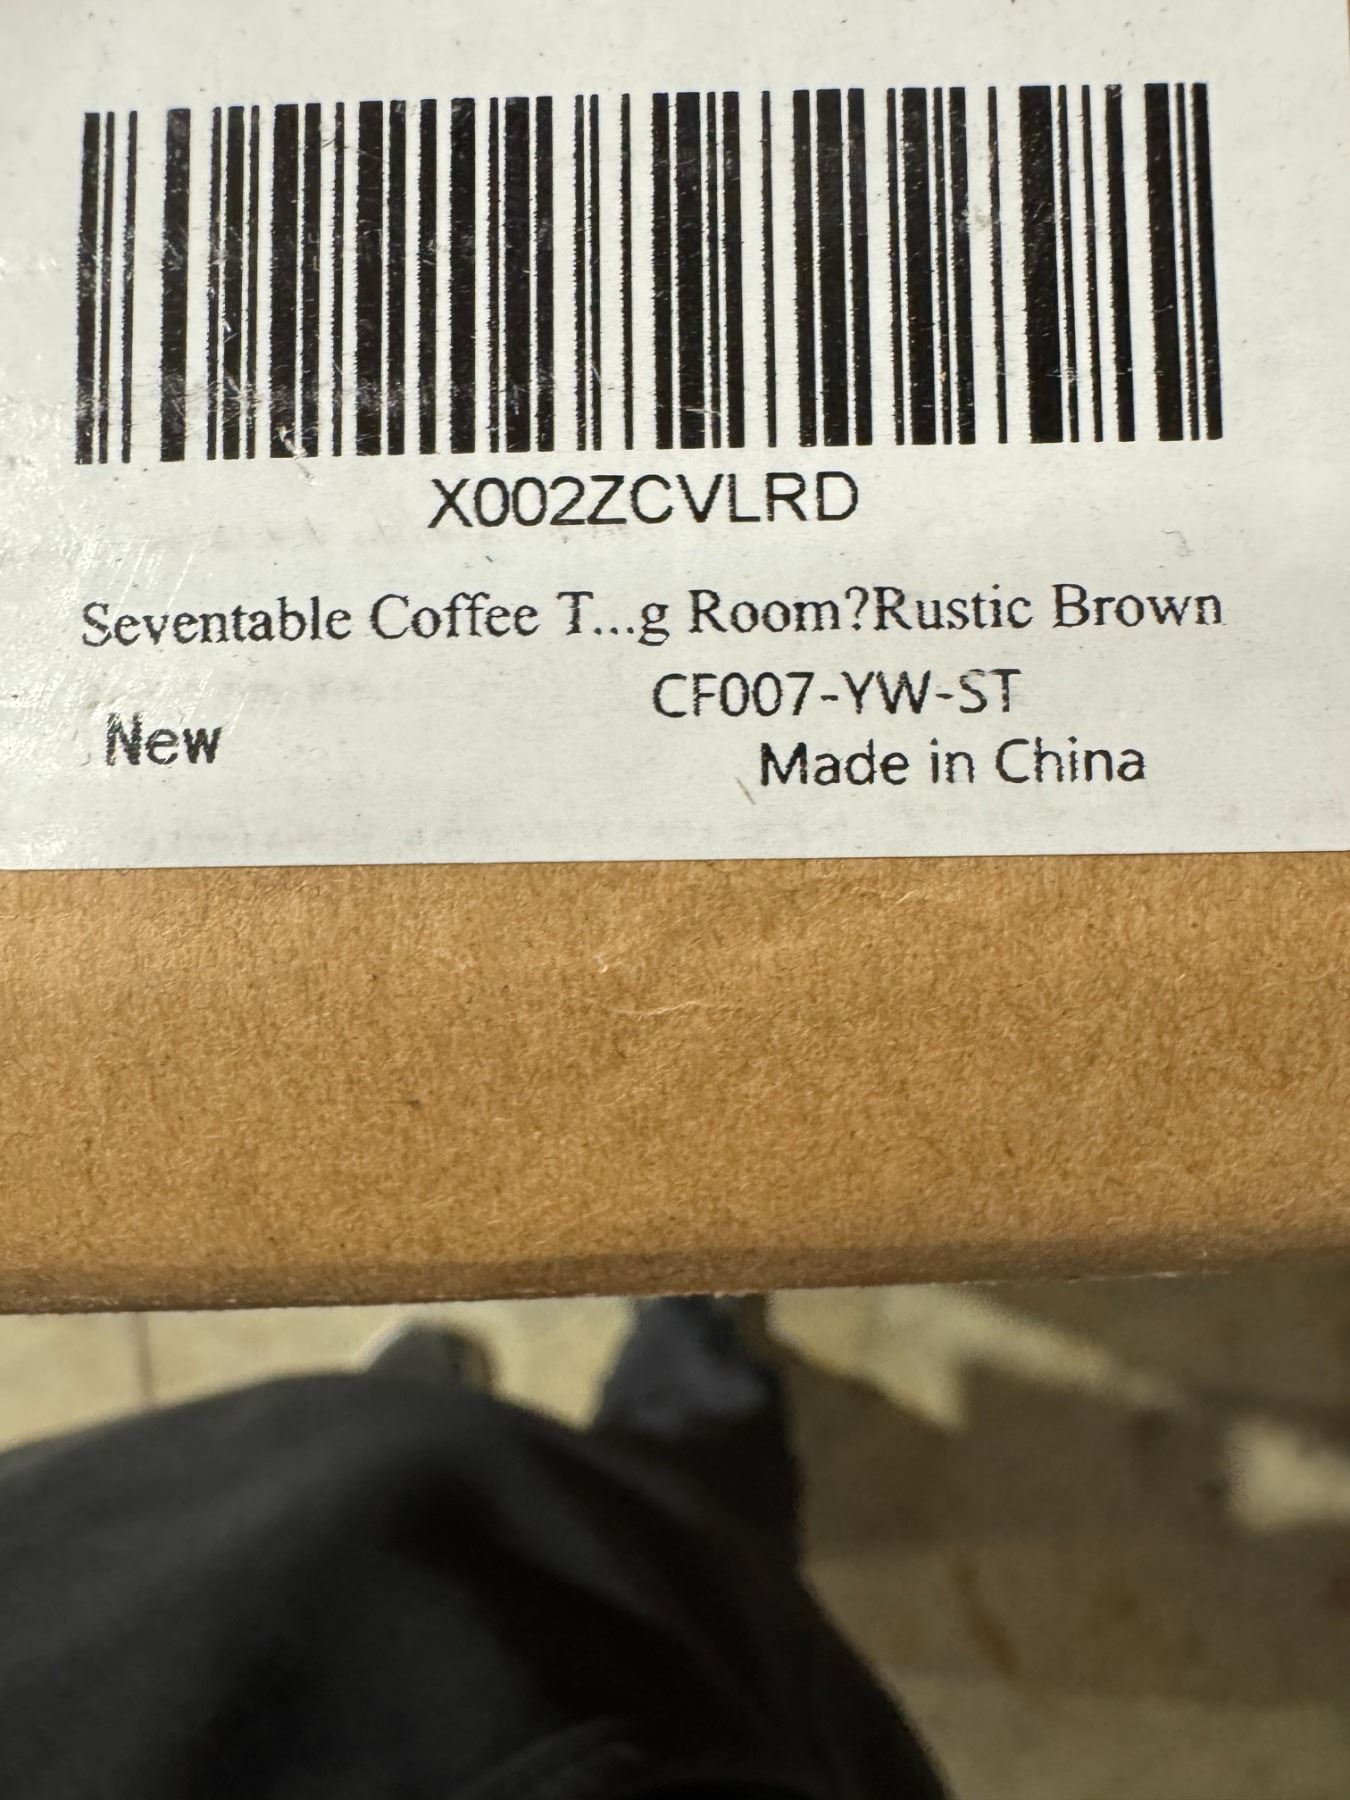 X002ZCVLRD
Seventable Coffee T...g Room?Rustic Brown
CF007-YW-ST
New
Made in China